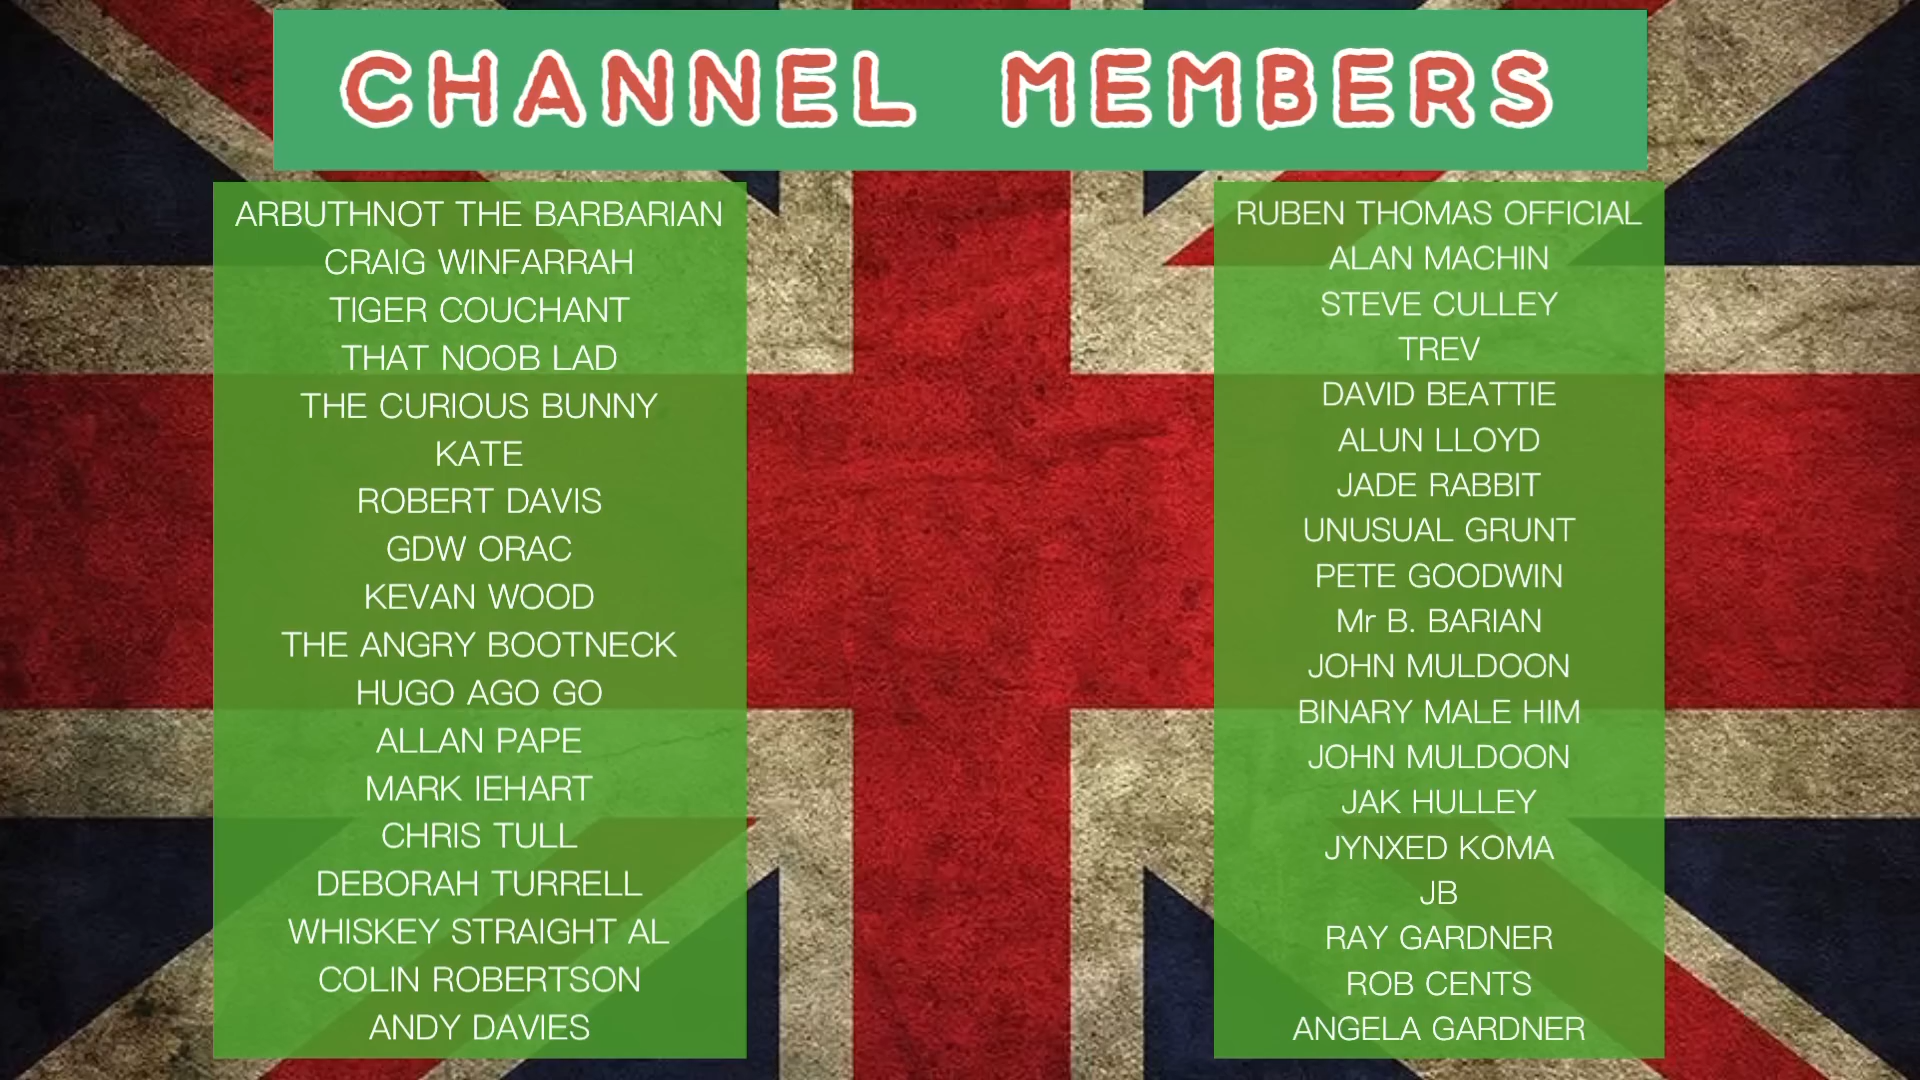 CHANNEL MEMBERS
ARBUTHNOT THE BARBARIAN
CRAIG WINFARRAH
TIGER COUCHANT
THAT NOOB LAD
THE CURIOUS BUNNY
KATE
ROBERT DAVIS
GDW ORAC
KEVAN WOOD
THE ANGRY BOOTNECK
HUGO AGO GO
ALLAN PAPE
MARK IEHART
CHRIS TULL
DEBORAH TURRELL
WHISKEY STRAIGHT AL
COLIN ROBERTSON
ANDY DAVIES
RUBEN THOMAS OFFICIAL
ALAN MACHIN
STEVE CULLEY
TREV
DAVID BEATTIE
ALUN LLOYD
JADE RABBIT
UNUSUAL GRUNT
PETE GOODWIN
Mr B. BARIAN
JOHN MULDOON
BINARY MALE HIM
JOHN MULDOON
JAK HULLEY
JYNXED KOMA
JB
RAY GARDNER
ROB CENTS
ANGELA GARDNER